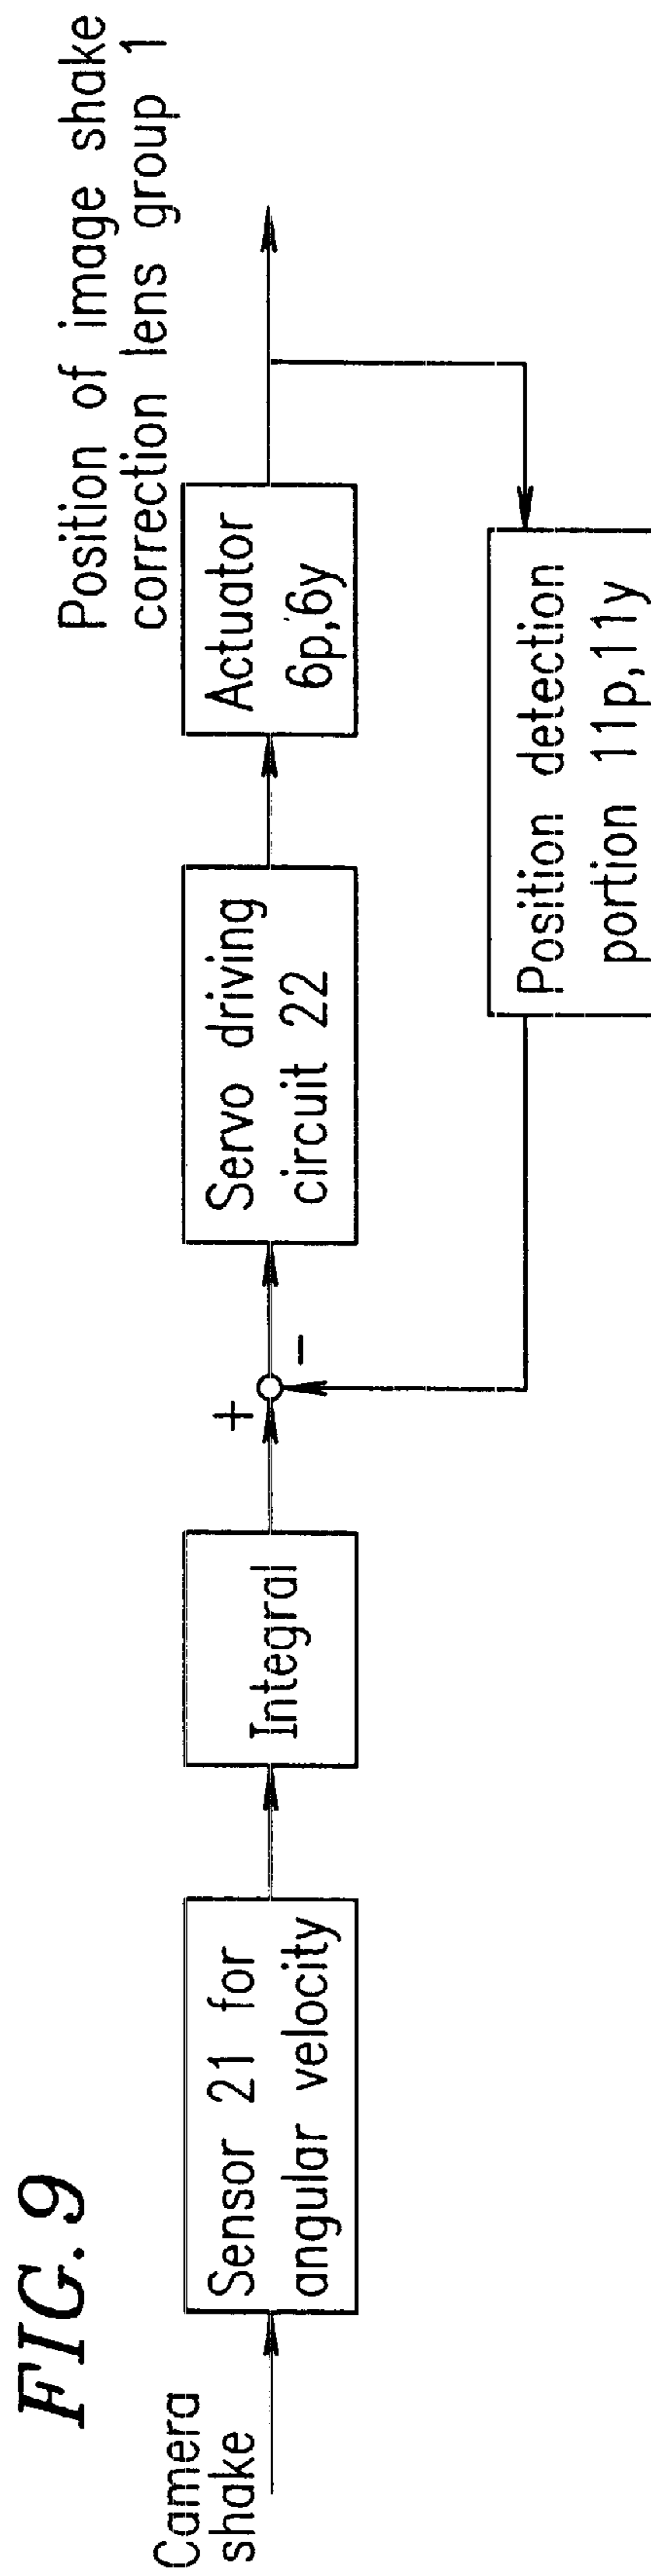 FIG. 9
Camera
shake
Sensor 21 for
angular velocity
Integral
+
−
Servo driving
circuit 22
Actuator
6p,6y
Position of image shake
correction lens group 1
Position detection
portion 11p,11y